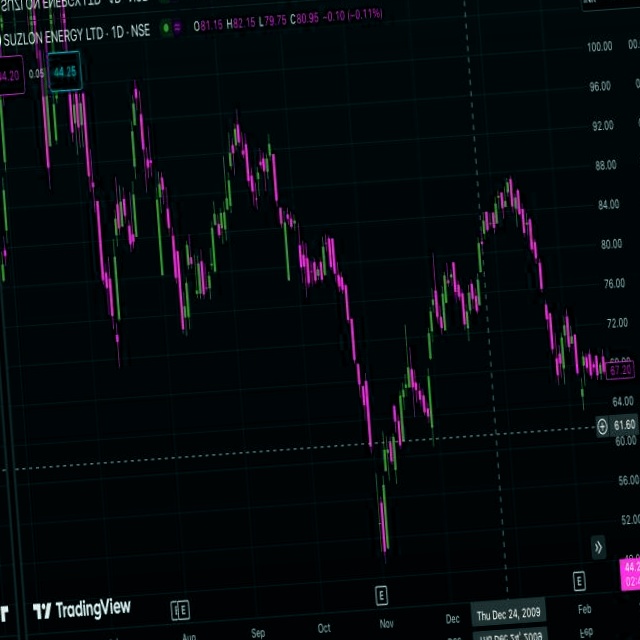 SUZLON ENERGY LTD · 1D · NSE
O81.15 H82.15 L79.75 C80.95 −0.10 (−0.11%)
44.20 0.05 44.25
100.00
96.00
92.00
88.00
84.00
80.00
76.00
72.00
67.20
64.00
61.60
60.00
56.00
52.00
TradingView
E E E
Aug Sep Oct Nov Dec Thu Dec 24, 2009 Feb